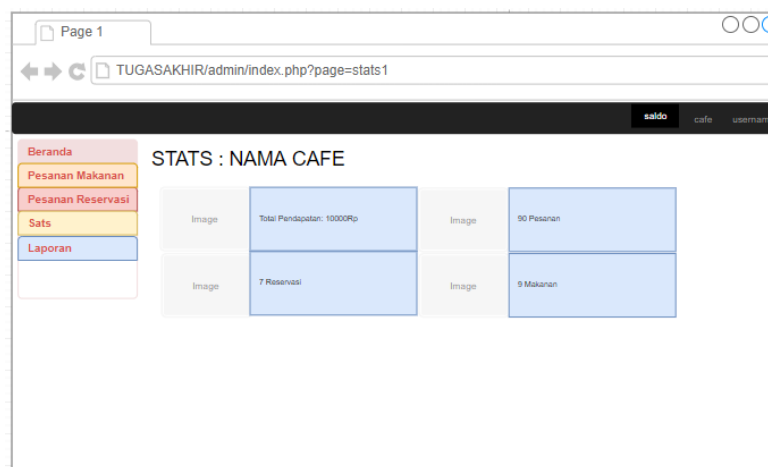 Page 1
TUGASAKHIR/admin/index.php?page=stats1
saldo cafe usernam
Beranda
Pesanan Makanan
Pesanan Reservasi
Sats
Laporan
STATS : NAMA CAFE
Image
Total Pendapatan: 10000Rp
Image
90 Pesanan
Image
7 Reservasi
Image
9 Makanan